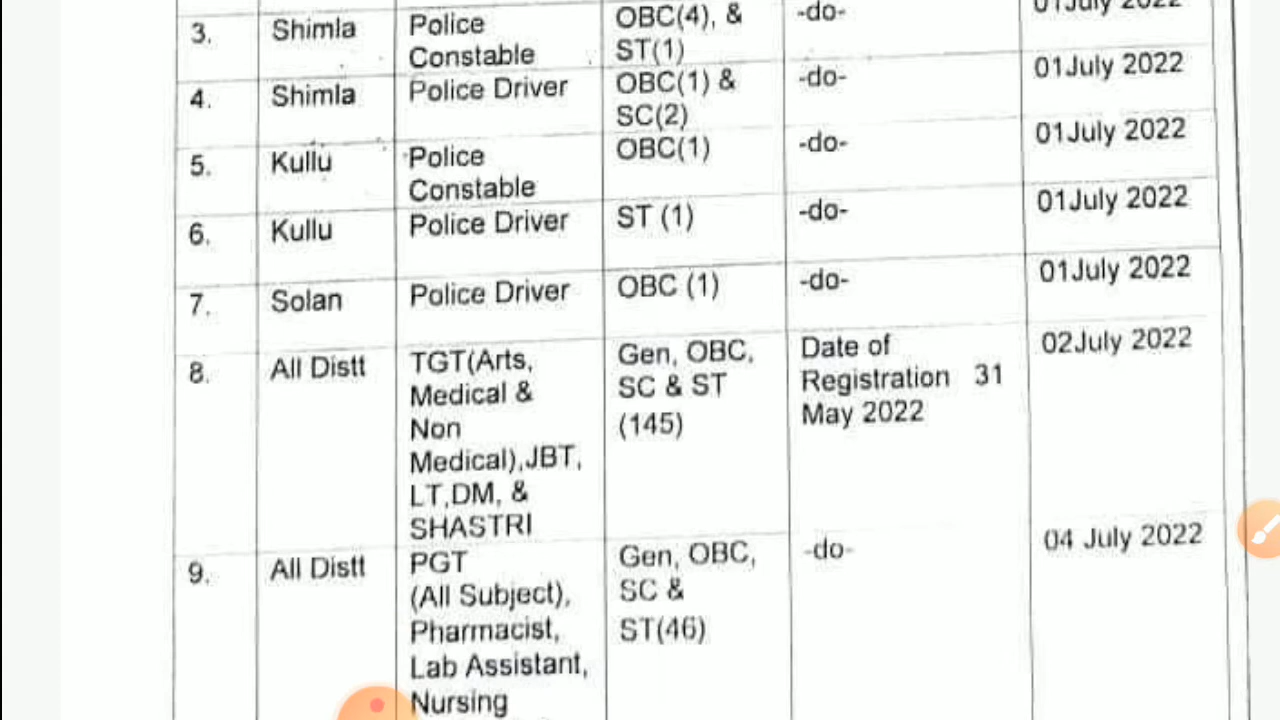 3. Shimla Police Constable OBC(4), & ST(1) -do- 01July 2022
4. Shimla Police Driver OBC(1) & SC(2) -do- 01July 2022
5. Kullu Police Constable OBC(1) -do- 01July 2022
6. Kullu Police Driver ST (1) -do- 01July 2022
7. Solan Police Driver OBC (1) -do- 01July 2022
8. All Distt TGT(Arts, Gen, OBC, Date of 02July 2022
Medical & SC & ST Registration 31
Non (145) May 2022
Medical),JBT,
LT,DM, &
SHASTRI
9. All Distt PGT Gen, OBC, -do- 04 July 2022
(All Subject), SC &
Pharmacist, ST(46)
Lab Assistant,
Nursing